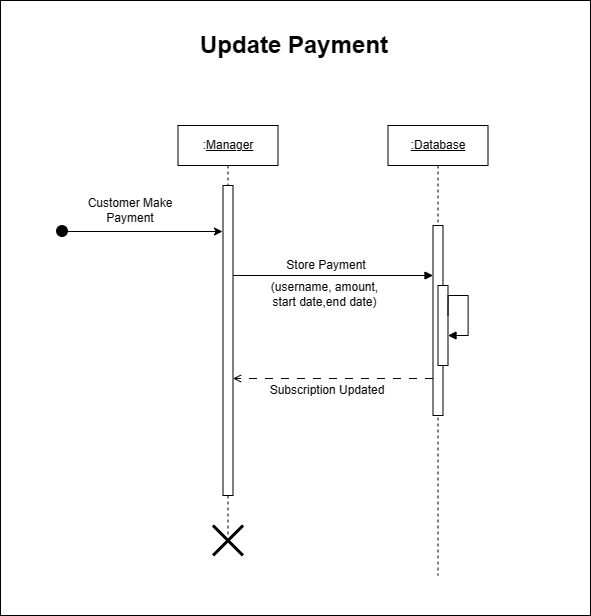 Update Payment
:Manager
:Database
Customer Make
Payment
Store Payment
(username, amount,
start date,end date)
Subscription Updated